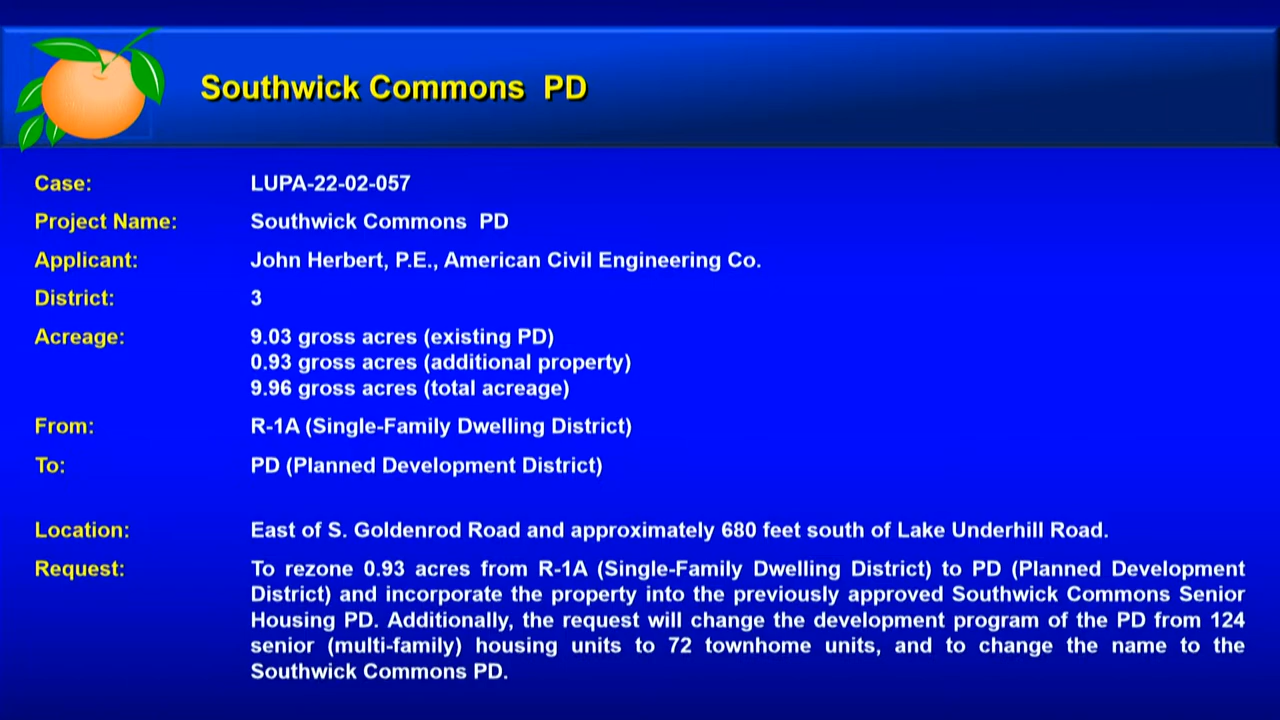 Southwick Commons PD
Case: LUPA-22-02-057
Project Name: Southwick Commons PD
Applicant: John Herbert, P.E., American Civil Engineering Co.
District: 3
Acreage: 9.03 gross acres (existing PD)
0.93 gross acres (additional property)
9.96 gross acres (total acreage)
From: R-1A (Single-Family Dwelling District)
To: PD (Planned Development District)
Location: East of S. Goldenrod Road and approximately 680 feet south of Lake Underhill Road.
Request: To rezone 0.93 acres from R-1A (Single-Family Dwelling District) to PD (Planned Development
District) and incorporate the property into the previously approved Southwick Commons Senior
Housing PD. Additionally, the request will change the development program of the PD from 124
senior (multi-family) housing units to 72 townhome units, and to change the name to the
Southwick Commons PD.